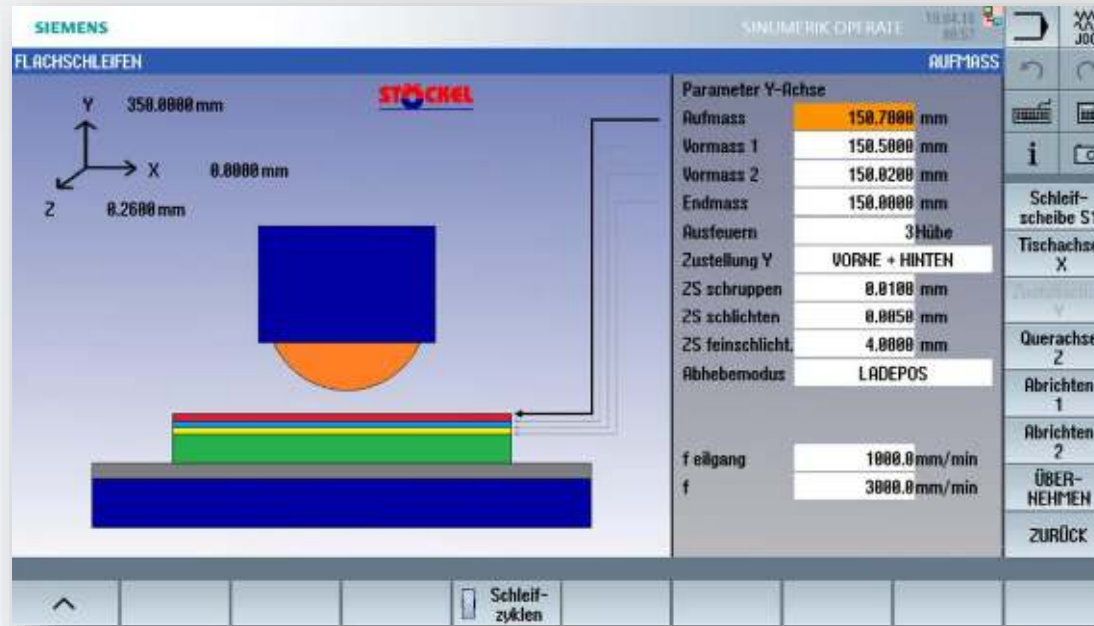 SIEMENS
SINUMERIK OPERATE
FLACHSCHLEIFEN
AUFMASS
JOG
STÖCKEL
Y 350.0000 mm
X 0.0000 mm
Z 0.2600 mm
Parameter Y-Achse
Aufmass 150.7000 mm
Vormass 1 150.5000 mm
Vormass 2 150.0200 mm
Endmass 150.0000 mm
Ausfeuern 3 Hübe
Zustellung Y VORNE + HINTEN
ZS schruppen 0.0100 mm
ZS schlichten 0.0050 mm
ZS feinschlicht. 4.0000 mm
Abhebemodus LADEPOS
f eilgang 1000.0 mm/min
f 3000.0 mm/min
i
Schleif-
scheibe S1
Tischachse
X
Y
Querachse
Z
Abrichten
1
Abrichten
2
ÜBER-
NEHMEN
ZURÜCK
Schleif-
zyklen